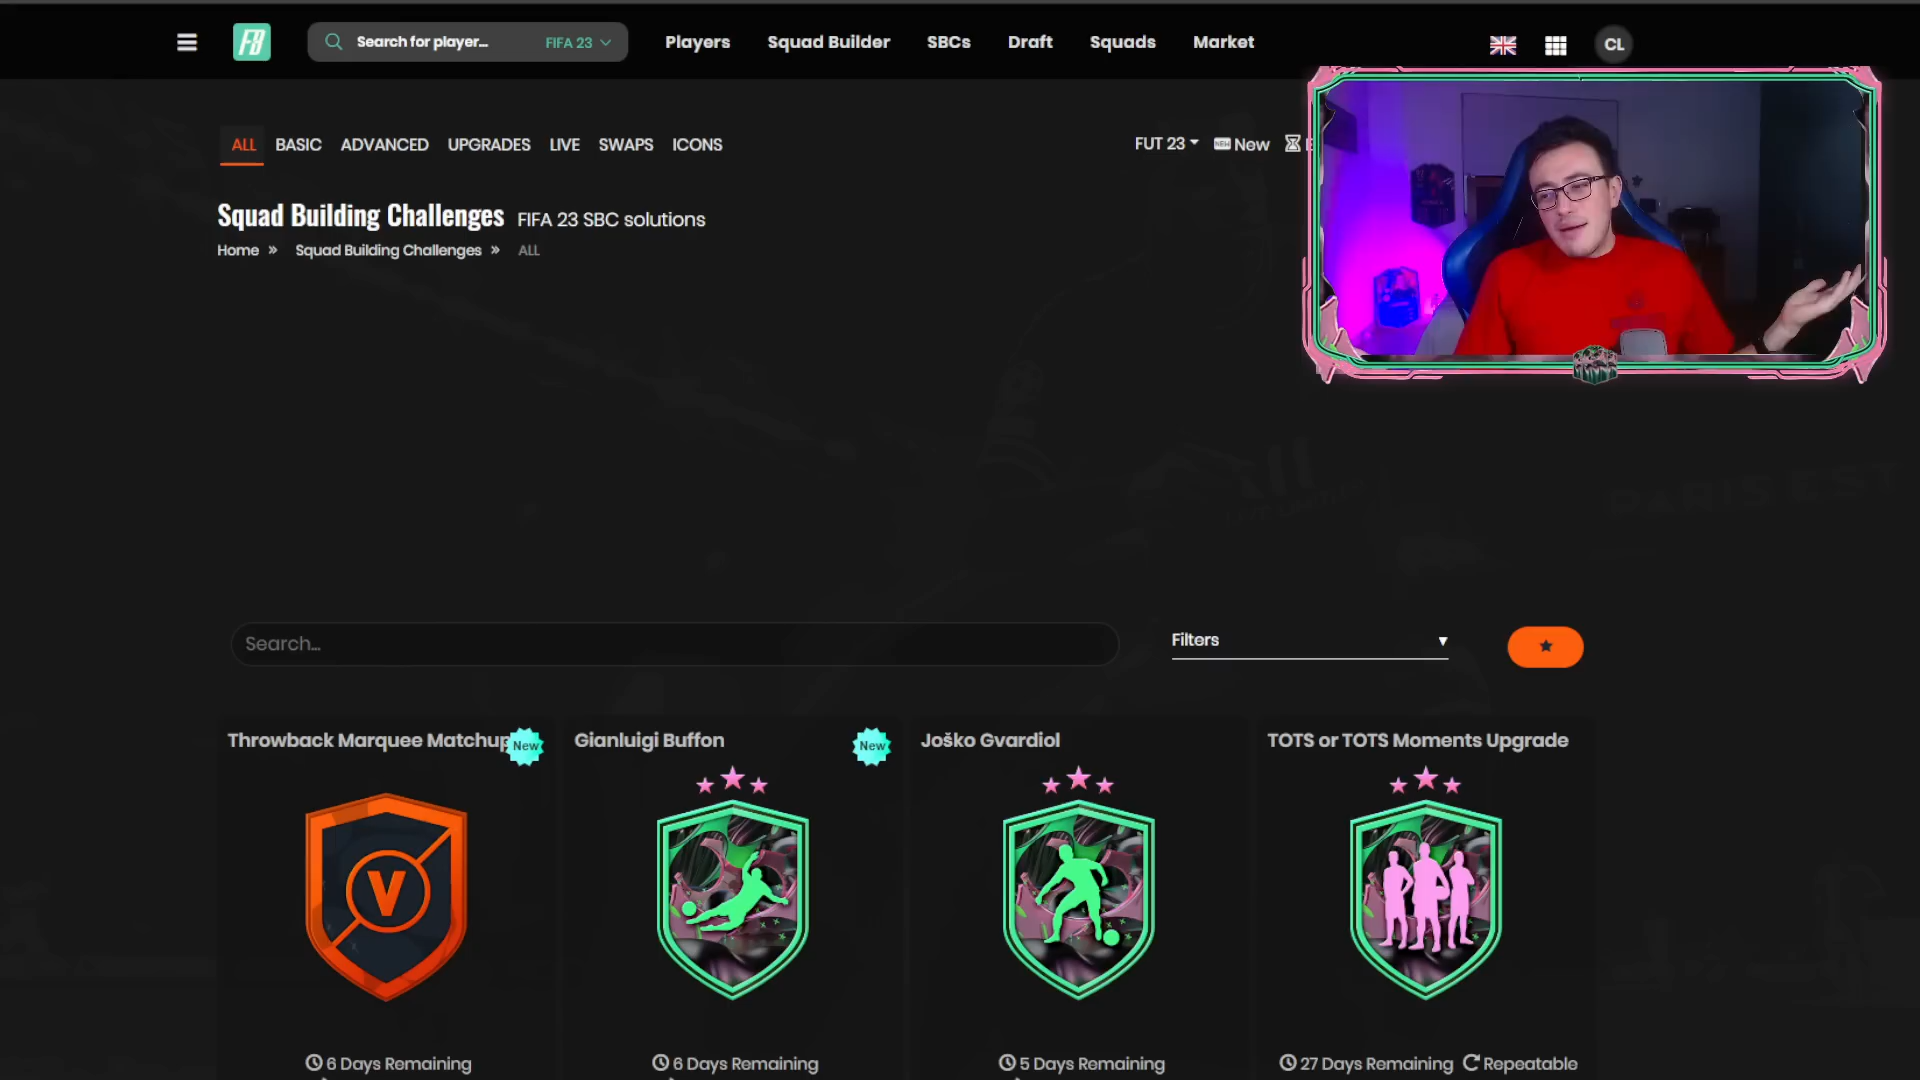 FB
Search for player...
FIFA 23
Players
Squad Builder
SBCs
Draft
Squads
Market
CL
ALL
BASIC
ADVANCED
UPGRADES
LIVE
SWAPS
ICONS
FUT 23
NEW New
Squad Building Challenges FIFA 23 SBC solutions
Home » Squad Building Challenges » ALL
Search...
Filters
Throwback Marquee Matchup
New
Gianluigi Buffon
New
Joško Gvardiol
TOTS or TOTS Moments Upgrade
V
6 Days Remaining
6 Days Remaining
5 Days Remaining
27 Days Remaining Repeatable